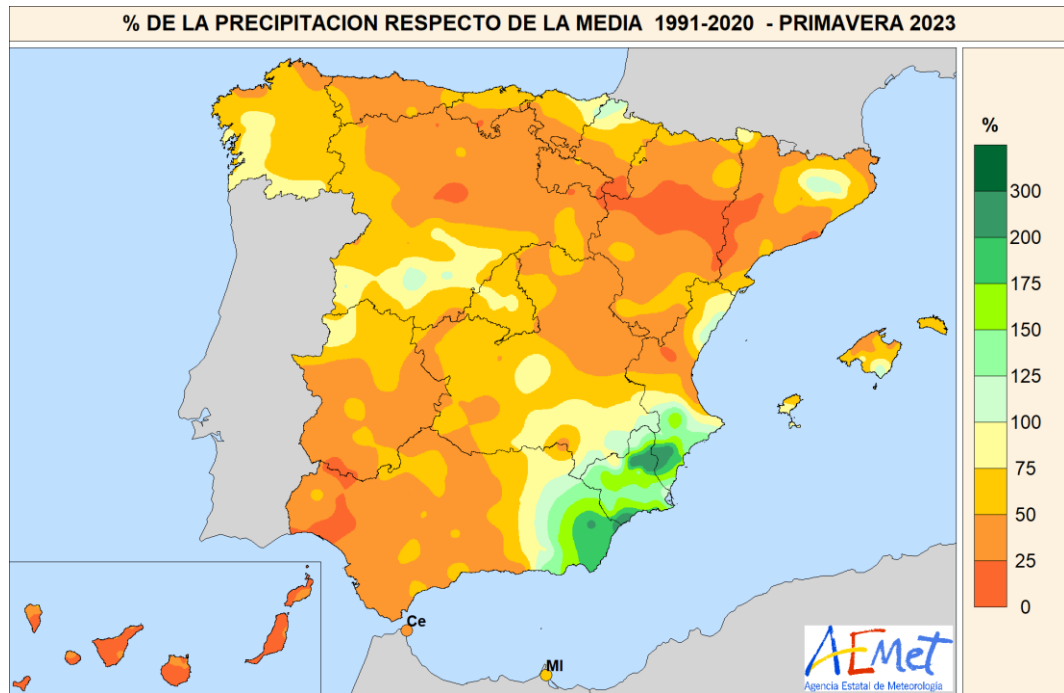 % DE LA PRECIPITACION RESPECTO DE LA MEDIA 1991-2020 - PRIMAVERA 2023
%
300
200
175
150
125
100
75
50
25
0
Ce
Ml
AEMet
Agencia Estatal de Meteorología